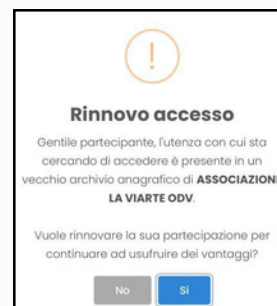 !
Rinnovo accesso
Gentile partecipante, l'utenza con cui sta
cercando di accedere è presente in un
vecchio archivio anagrafico di ASSOCIAZIONE
LA VIARTE ODV.
Vuole rinnovare la sua partecipazione per
continuare ad usufruire dei vantaggi?
No
Si